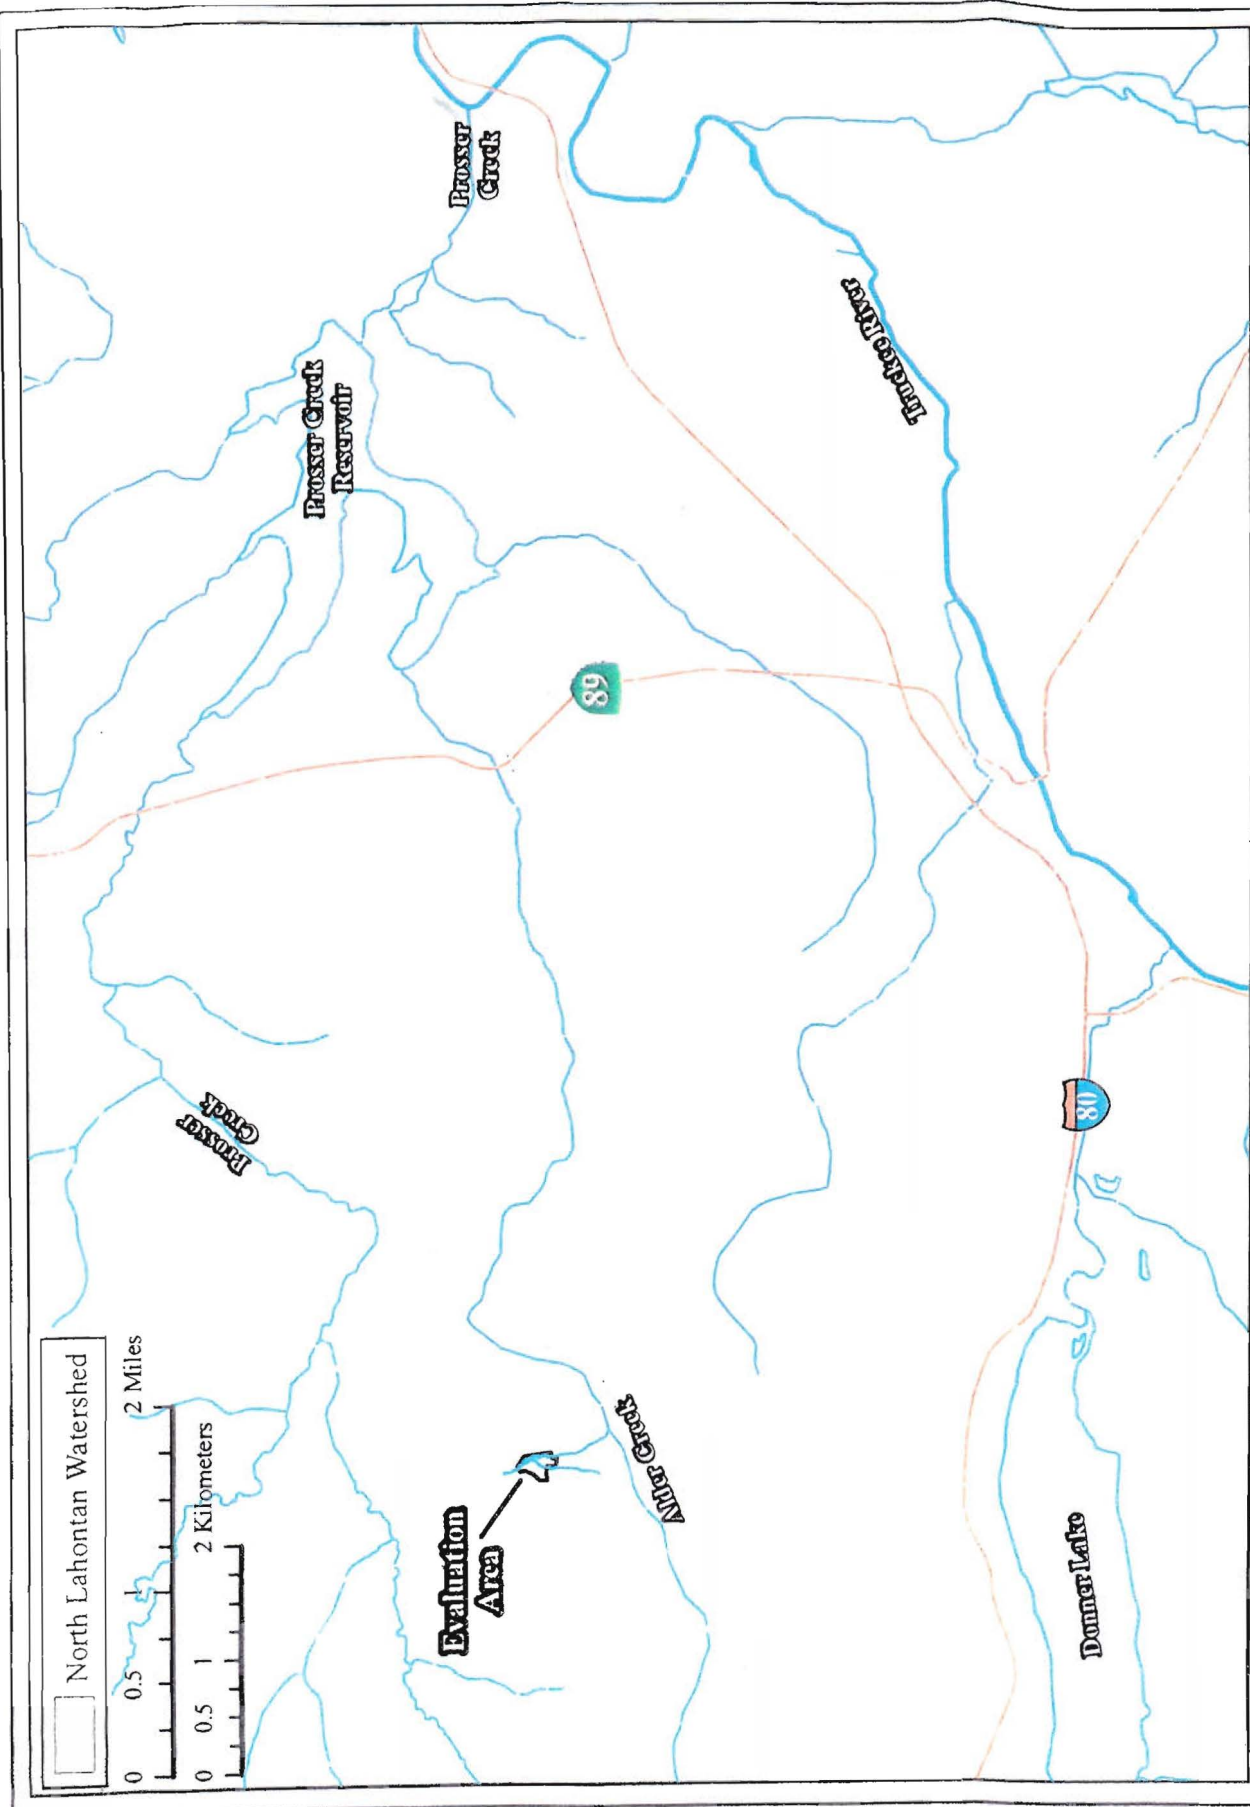 North Lahontan Watershed
0 0.5 1 2 Miles
0 0.5 1 2 Kilometers
Evaluation
Area
Alder Creek
Donner Lake
Prosser
Creek
80
89
Prosser Creek
Reservoir
Prosser
Creek
Truckee River